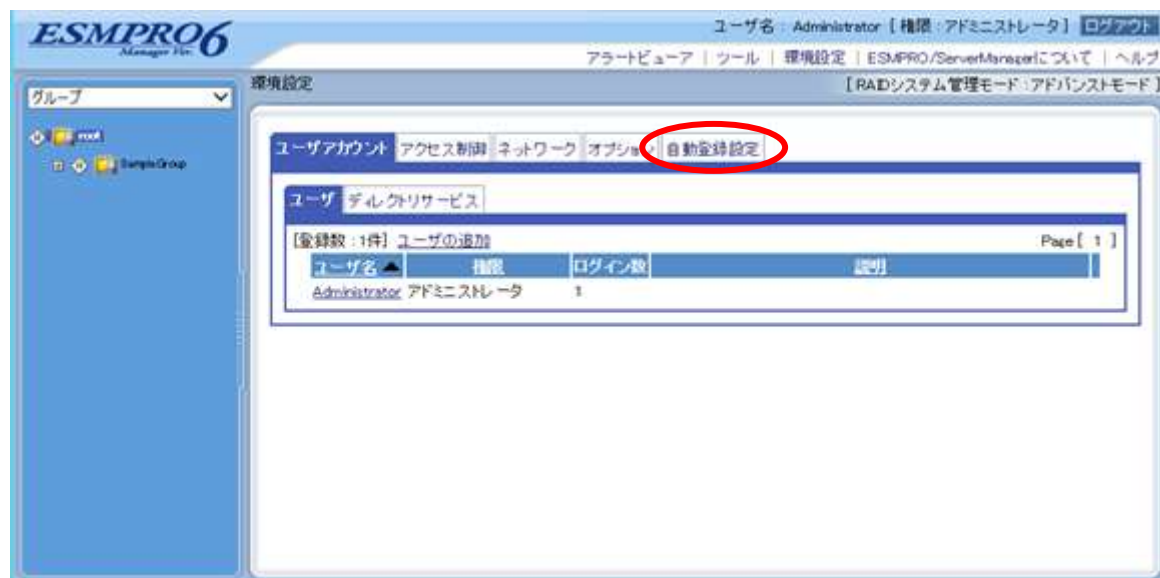 ESMPRO6
Manager Ver.
ユーザ名 : Administrator [ 権限 : アドミニストレータ ] ログアウト
アラートビューア | ツール | 環境設定 | ESMPRO/ServerManagerについて | ヘルプ
グループ
環境設定
[ RAIDシステム管理モード : アドバンストモード ]
root
Sample Group
ユーザアカウント アクセス制御 ネットワーク オプション 自動登録設定
ユーザ ディレクトリサービス
[登録数 : 1件] ユーザの追加 Page [ 1 ]
ユーザ名 ▲ 権限 ログイン数 説明
Administrator アドミニストレータ 1